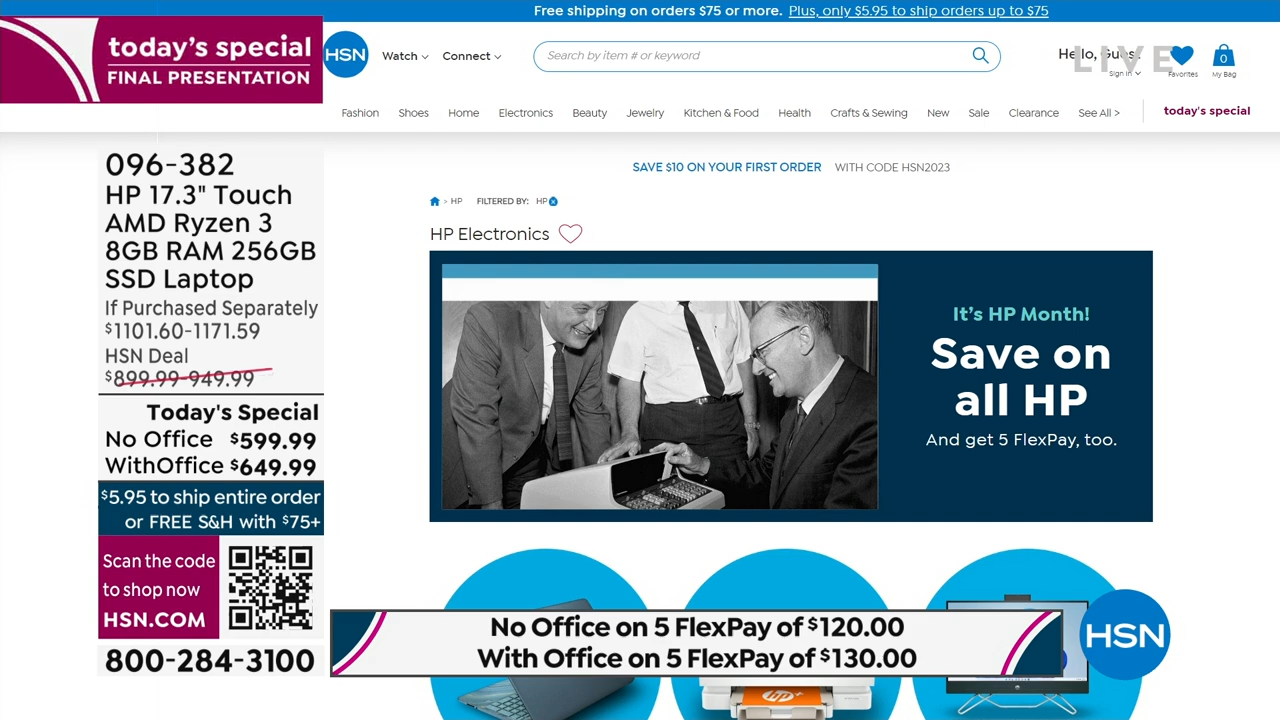 Free shipping on orders $75 or more. Plus, only $5.95 to ship orders up to $75
today's special
FINAL PRESENTATION
HSN
Watch
Connect
Search by item # or keyword
Hello, Guest
LIVE
Sign In
Favorites
0
My Bag
Fashion
Shoes
Home
Electronics
Beauty
Jewelry
Kitchen & Food
Health
Crafts & Sewing
New
Sale
Clearance
See All >
today's special
SAVE $10 ON YOUR FIRST ORDER WITH CODE HSN2023
> HP FILTERED BY: HP x
HP Electronics
096-382
HP 17.3" Touch
AMD Ryzen 3
8GB RAM 256GB
SSD Laptop
If Purchased Separately
$1101.60-1171.59
HSN Deal
$899.99-949.99
Today's Special
No Office $599.99
WithOffice $649.99
$5.95 to ship entire order
or FREE S&H with $75+
Scan the code
to shop now
HSN.COM
800-284-3100
It's HP Month!
Save on
all HP
And get 5 FlexPay, too.
No Office on 5 FlexPay of $120.00
With Office on 5 FlexPay of $130.00
HSN
hp